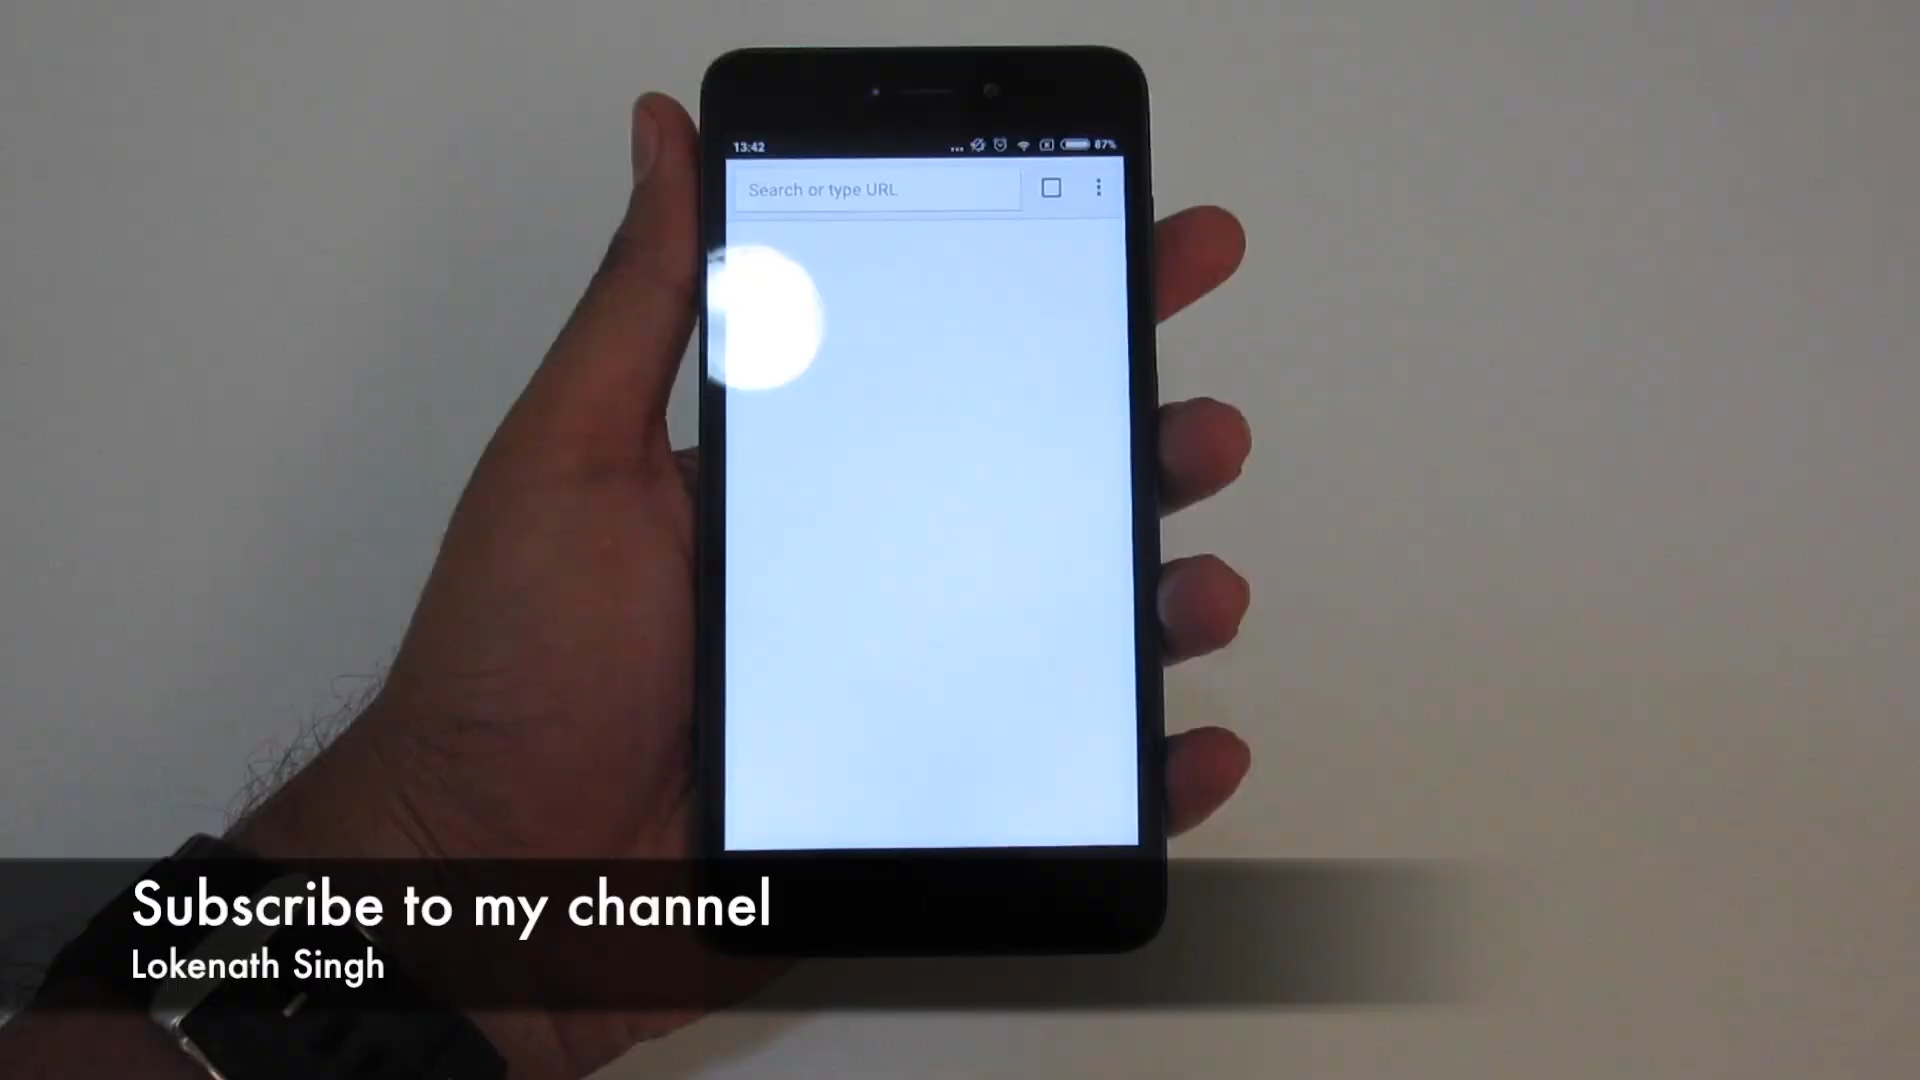 13:42 ... 87%
Search or type URL
Subscribe to my channel
Lokenath Singh